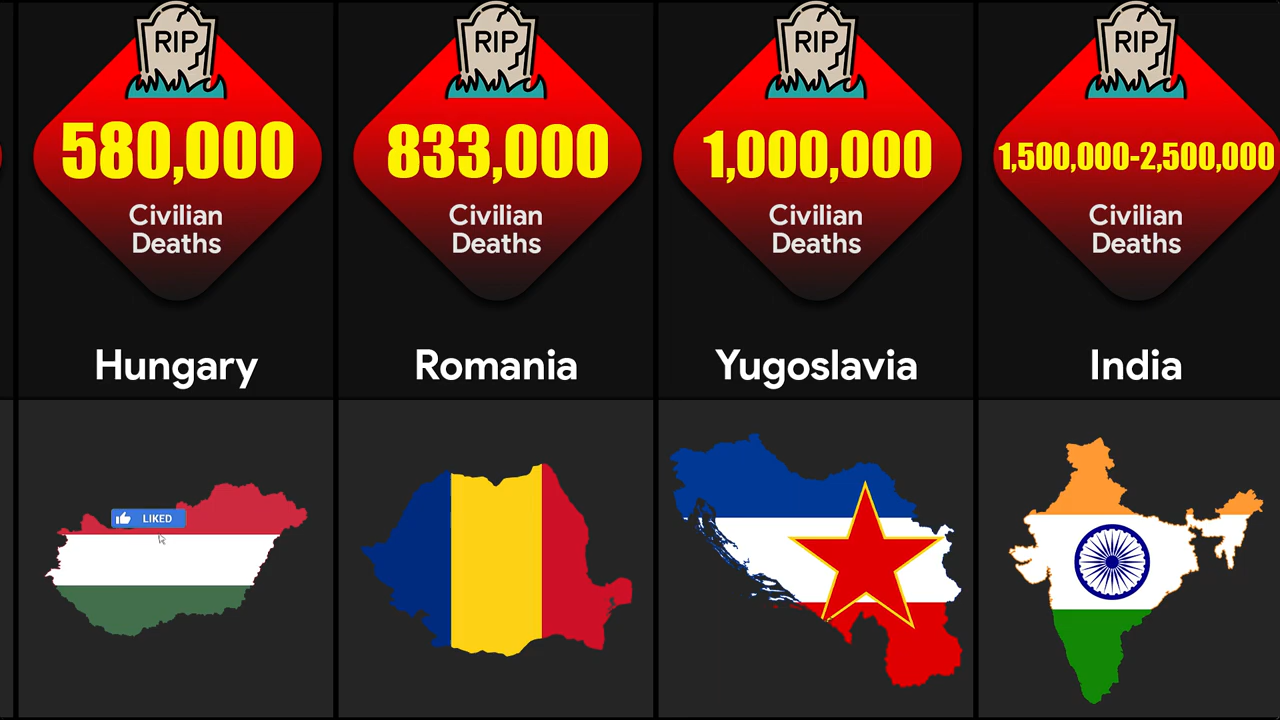 RIP
580,000
Civilian
Deaths
Hungary
LIKED
RIP
833,000
Civilian
Deaths
Romania
RIP
1,000,000
Civilian
Deaths
Yugoslavia
RIP
1,500,000-2,500,000
Civilian
Deaths
India